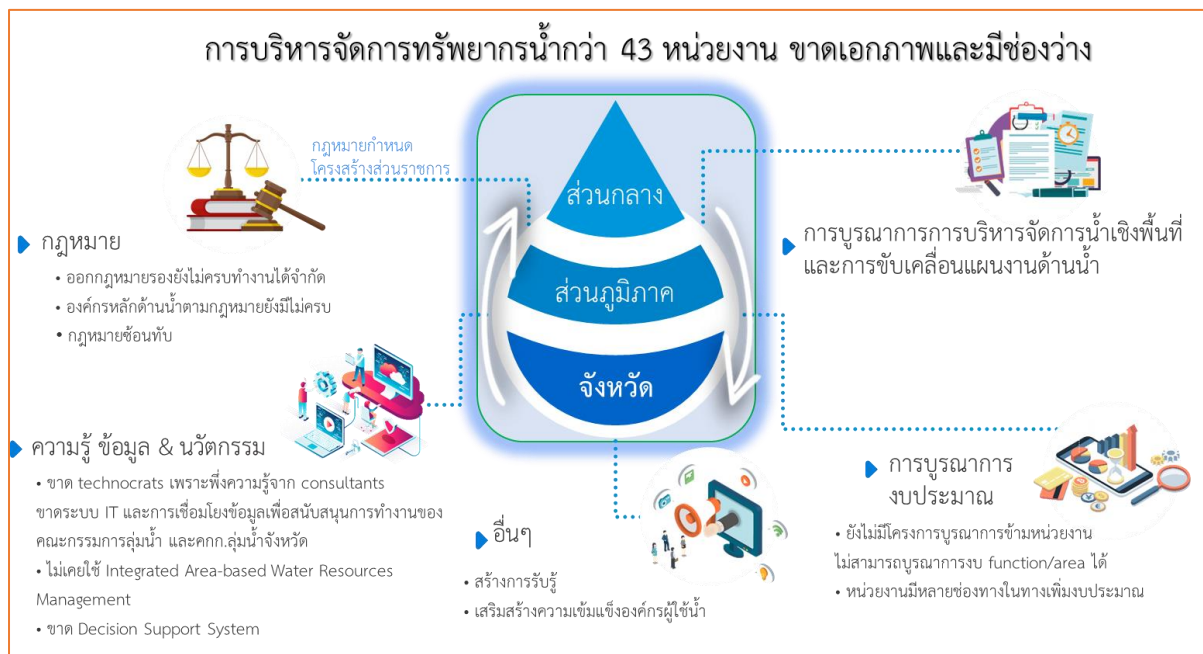 การบริหารจัดการทรัพยากรน้ำกว่า 43 หน่วยงาน ขาดเอกภาพและมีช่องว่าง
กฎหมายกำหนด
โครงสร้างส่วนราชการ
ส่วนกลาง
ส่วนภูมิภาค
จังหวัด
กฎหมาย
• ออกกฎหมายรองยังไม่ครบทำงานได้จำกัด
• องค์กรหลักด้านน้ำตามกฎหมายยังมีไม่ครบ
• กฎหมายซ้อนทับ
การบูรณาการการบริหารจัดการน้ำเชิงพื้นที่
และการขับเคลื่อนแผนงานด้านน้ำ
ความรู้ ข้อมูล & นวัตกรรม
• ขาด technocrats เพราะพึ่งความรู้จาก consultants
ขาดระบบ IT และการเชื่อมโยงข้อมูลเพื่อสนับสนุนการทำงานของ
คณะกรรมการลุ่มน้ำ และคกก.ลุ่มน้ำจังหวัด
• ไม่เคยใช้ Integrated Area-based Water Resources
Management
• ขาด Decision Support System
อื่นๆ
• สร้างการรับรู้
• เสริมสร้างความเข้มแข็งองค์กรผู้ใช้น้ำ
การบูรณาการ
งบประมาณ
• ยังไม่มีโครงการบูรณาการข้ามหน่วยงาน
ไม่สามารถบูรณาการงบ function/area ได้
• หน่วยงานมีหลายช่องทางในทางเพิ่มงบประมาณ